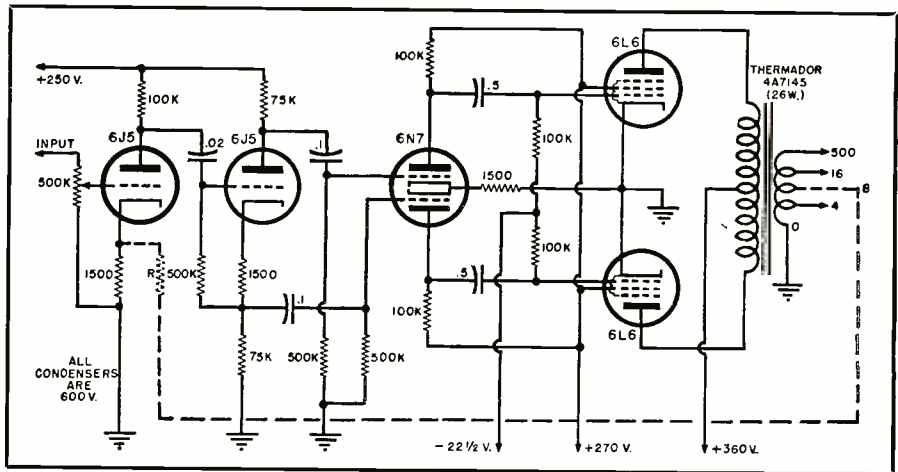 +250 V.
100K
75K
6J5
6J5
.02
.1
INPUT
500K
1500
R
500K
1500
.1
75K
500K
500K
ALL
CONDENSERS
ARE
600V.
100K
.5
6N7
1500
100K
100K
.5
100K
6L6
6L6
THERMADOR
4A7145
(26W.)
500
16
8
4
0
-22 1/2 V.
+270 V.
+360V.